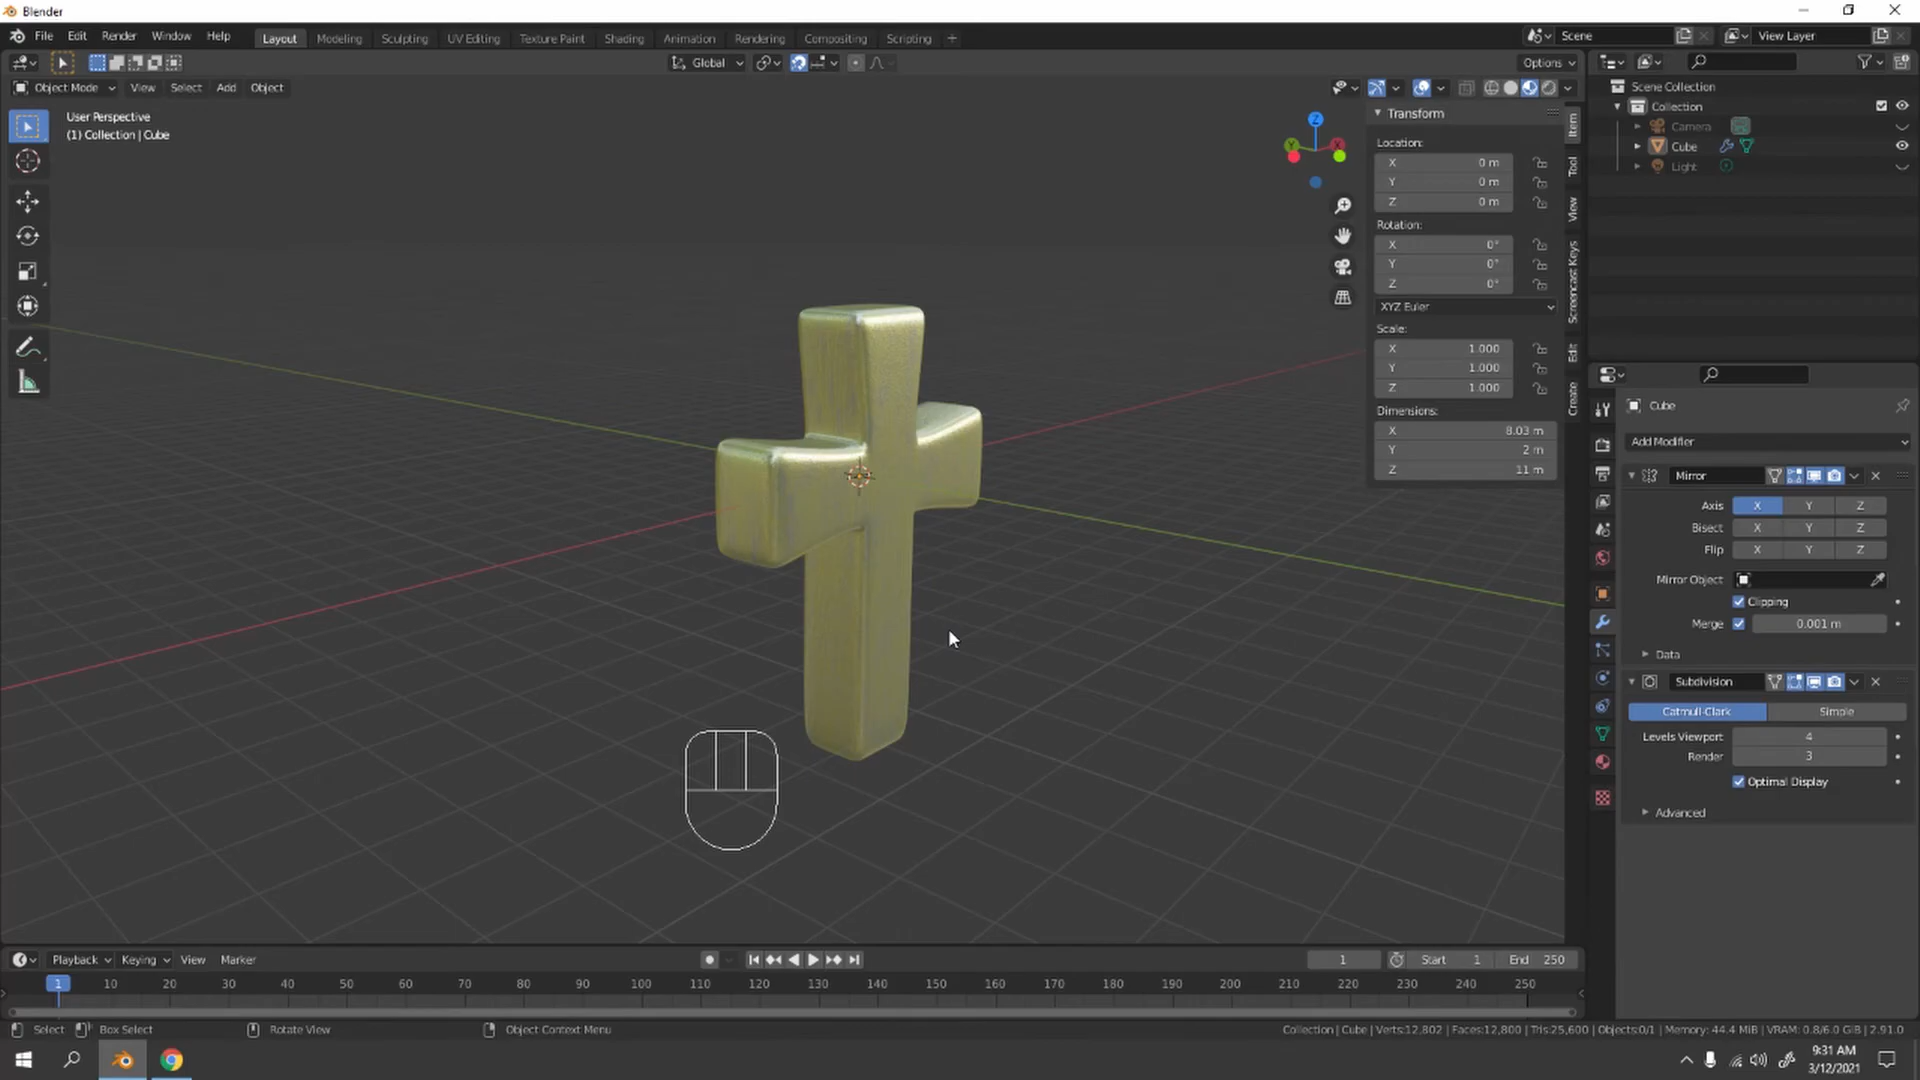 Blender
File Edit Render Window Help Layout Modeling Sculpting UV Editing Texture Paint Shading Animation Rendering Compositing Scripting + Scene View Layer
Global Options
Object Mode View Select Add Object
User Perspective
(1) Collection | Cube
Z
Y X
Transform
Location:
X 0 m
Y 0 m
Z 0 m
Rotation:
X 0°
Y 0°
Z 0°
XYZ Euler
Scale:
X 1.000
Y 1.000
Z 1.000
Dimensions:
X 8.03 m
Y 2 m
Z 11 m
Item
Tool
View
Screencast Keys
Edit
Create
Scene Collection
Collection
Camera
Cube
Light
Cube
Add Modifier
Mirror
Axis X Y Z
Bisect X Y Z
Flip X Y Z
Mirror Object
Clipping
Merge 0.001 m
Data
Subdivision
Catmull-Clark Simple
Levels Viewport 4
Render 3
Optimal Display
Advanced
Playback Keying View Marker 1 Start 1 End 250
1 10 20 30 40 50 60 70 80 90 100 110 120 130 140 150 160 170 180 190 200 210 220 230 240 250
Select Box Select Rotate View Object Context Menu Collection | Cube | Verts:12,802 | Faces:12,800 | Tris:25,600 | Objects:0/1 | Memory: 44.4 MiB | VRAM: 0.8/6.0 GiB | 2.91.0
9:31 AM
3/12/2021